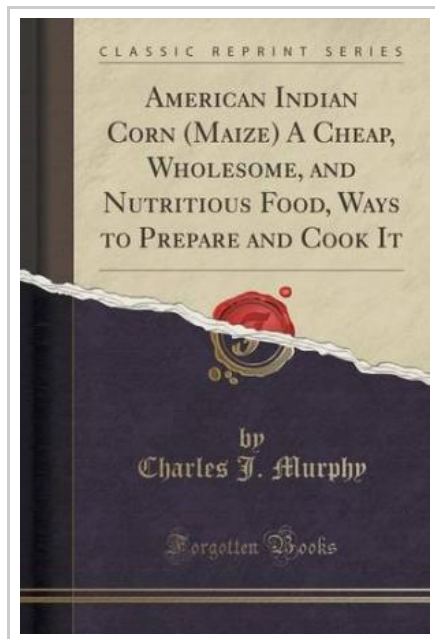 CLASSIC REPRINT SERIES
AMERICAN INDIAN
CORN (MAIZE) A CHEAP,
WHOLESOME, AND
NUTRITIOUS FOOD, WAYS
TO PREPARE AND COOK IT
by
Charles J. Murphy
Forgotten Books